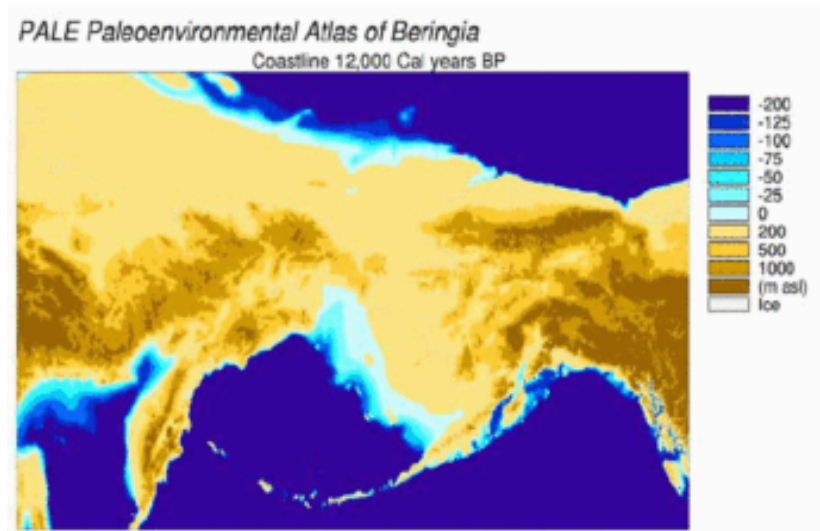 PALE Paleoenvironmental Atlas of Beringia
Coastline 12,000 Cal years BP
-200
-125
-100
-75
-50
-25
0
200
500
1000
(m asl)
Ice